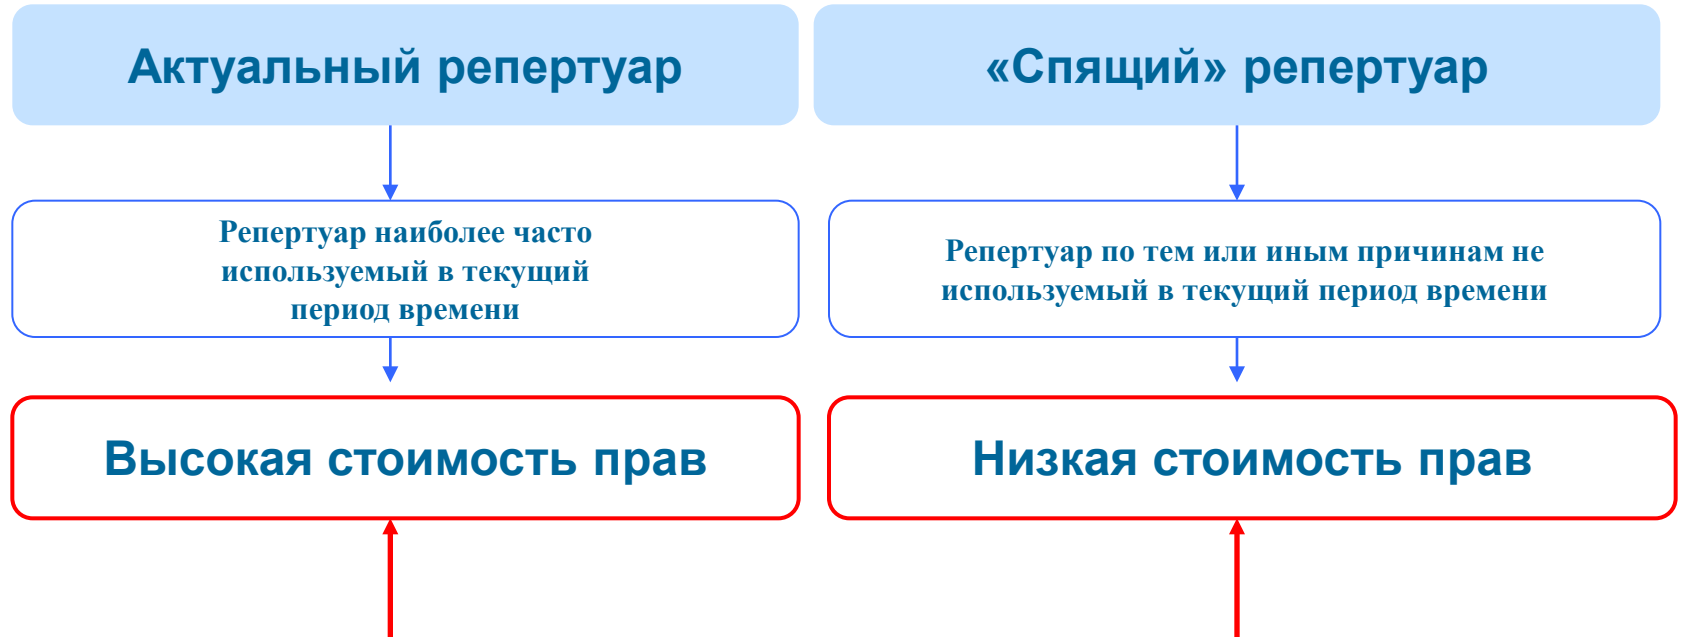 Актуальный репертуар
«Спящий» репертуар
Репертуар наиболее часто
используемый в текущий
период времени
Репертуар по тем или иным причинам не
используемый в текущий период времени
Высокая стоимость прав
Низкая стоимость прав